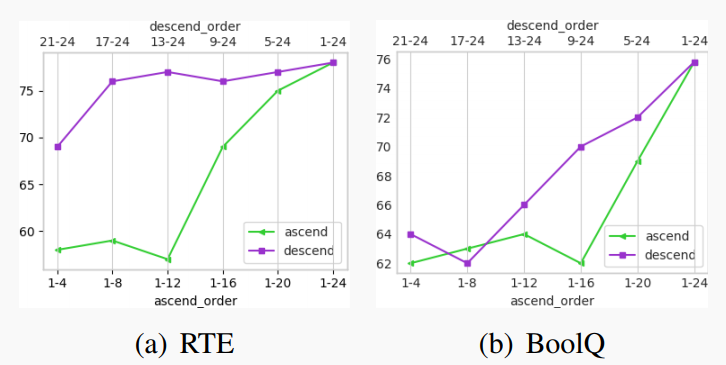 descend_order
21-24 17-24 13-24 9-24 5-24 1-24
75
70
65
60
ascend
descend
1-4 1-8 1-12 1-16 1-20 1-24
ascend_order
(a) RTE
descend_order
21-24 17-24 13-24 9-24 5-24 1-24
76
74
72
70
68
66
64
62
ascend
descend
1-4 1-8 1-12 1-16 1-20 1-24
ascend_order
(b) BoolQ